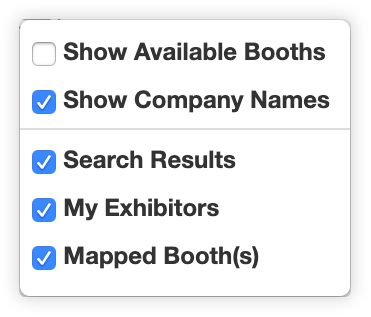 Show Available Booths
Show Company Names
Search Results
My Exhibitors
Mapped Booth(s)